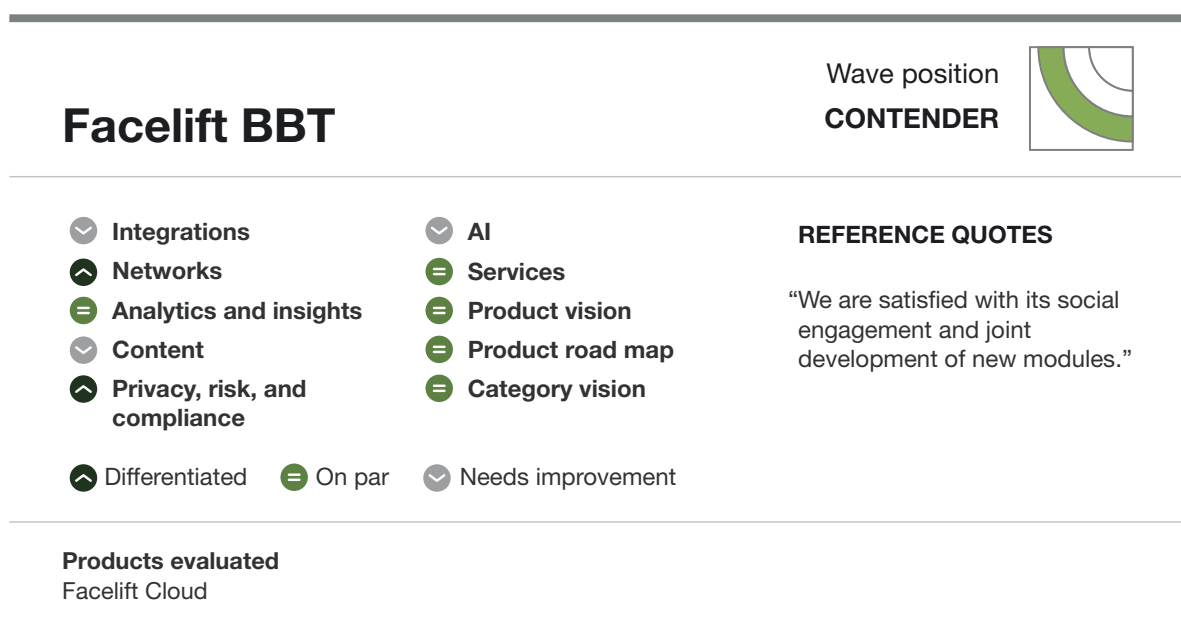 Wave position
CONTENDER
Facelift BBT
Integrations
Networks
Analytics and insights
Content
Privacy, risk, and
compliance
AI
Services
Product vision
Product road map
Category vision
REFERENCE QUOTES
“We are satisfied with its social
engagement and joint
development of new modules.”
Differentiated
On par
Needs improvement
Products evaluated
Facelift Cloud